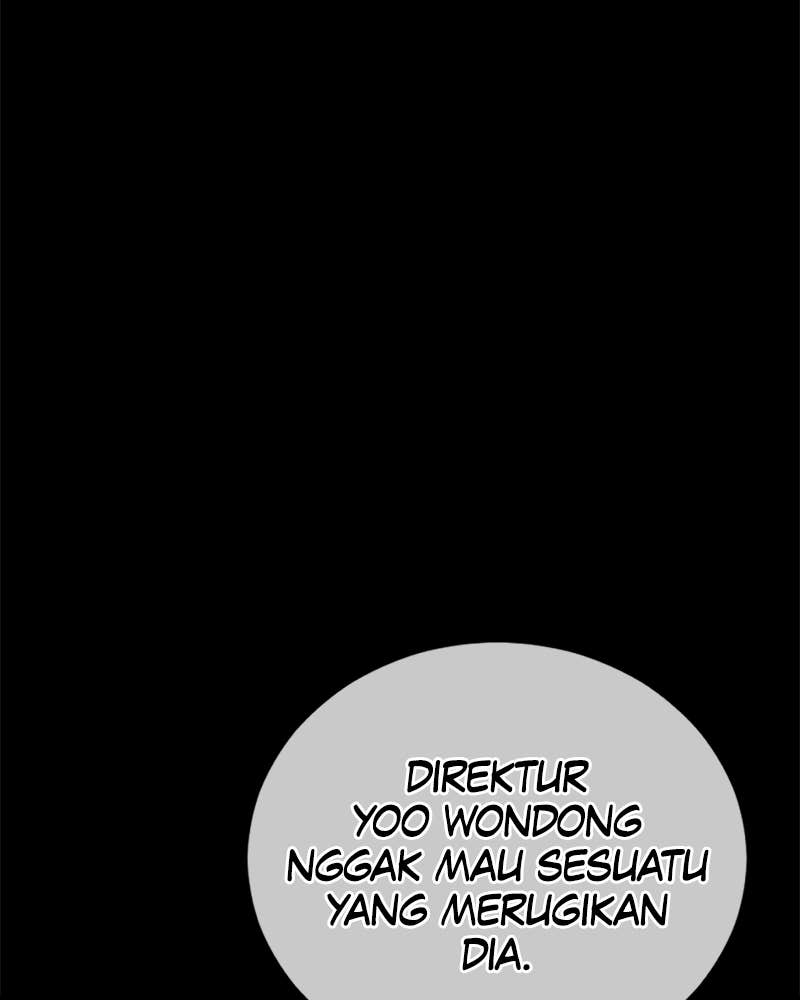 DIREKTUR
YOO WONDONG
NGGAK MAU SESUATU
YANG MERUGIKAN
DIA.